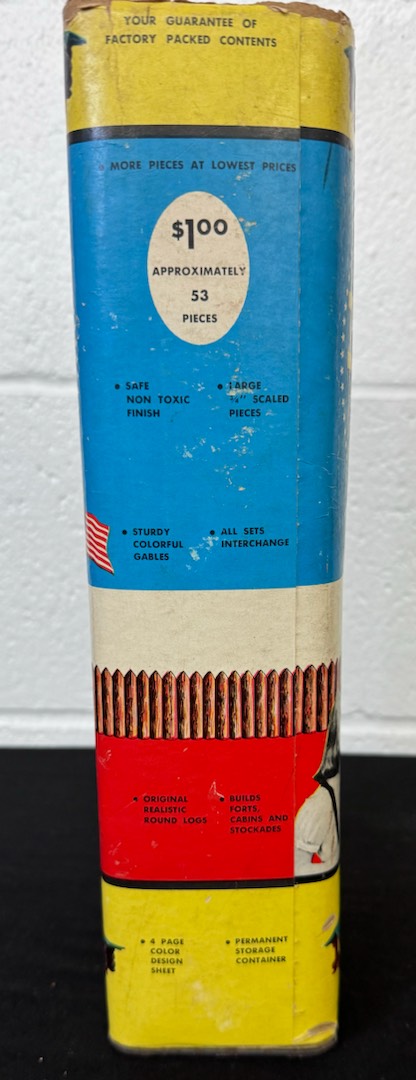 YOUR GUARANTEE OF
FACTORY PACKED CONTENTS
• MORE PIECES AT LOWEST PRICES
$1.00
APPROXIMATELY
53
PIECES
• SAFE
NON TOXIC
FINISH
• LARGE
¾" SCALED
PIECES
• STURDY
COLORFUL
GABLES
• ALL SETS
INTERCHANGE
• ORIGINAL
REALISTIC
ROUND LOGS
• BUILDS
FORTS,
CABINS AND
STOCKADES
• 4 PAGE
COLOR
DESIGN
SHEET
• PERMANENT
STORAGE
CONTAINER